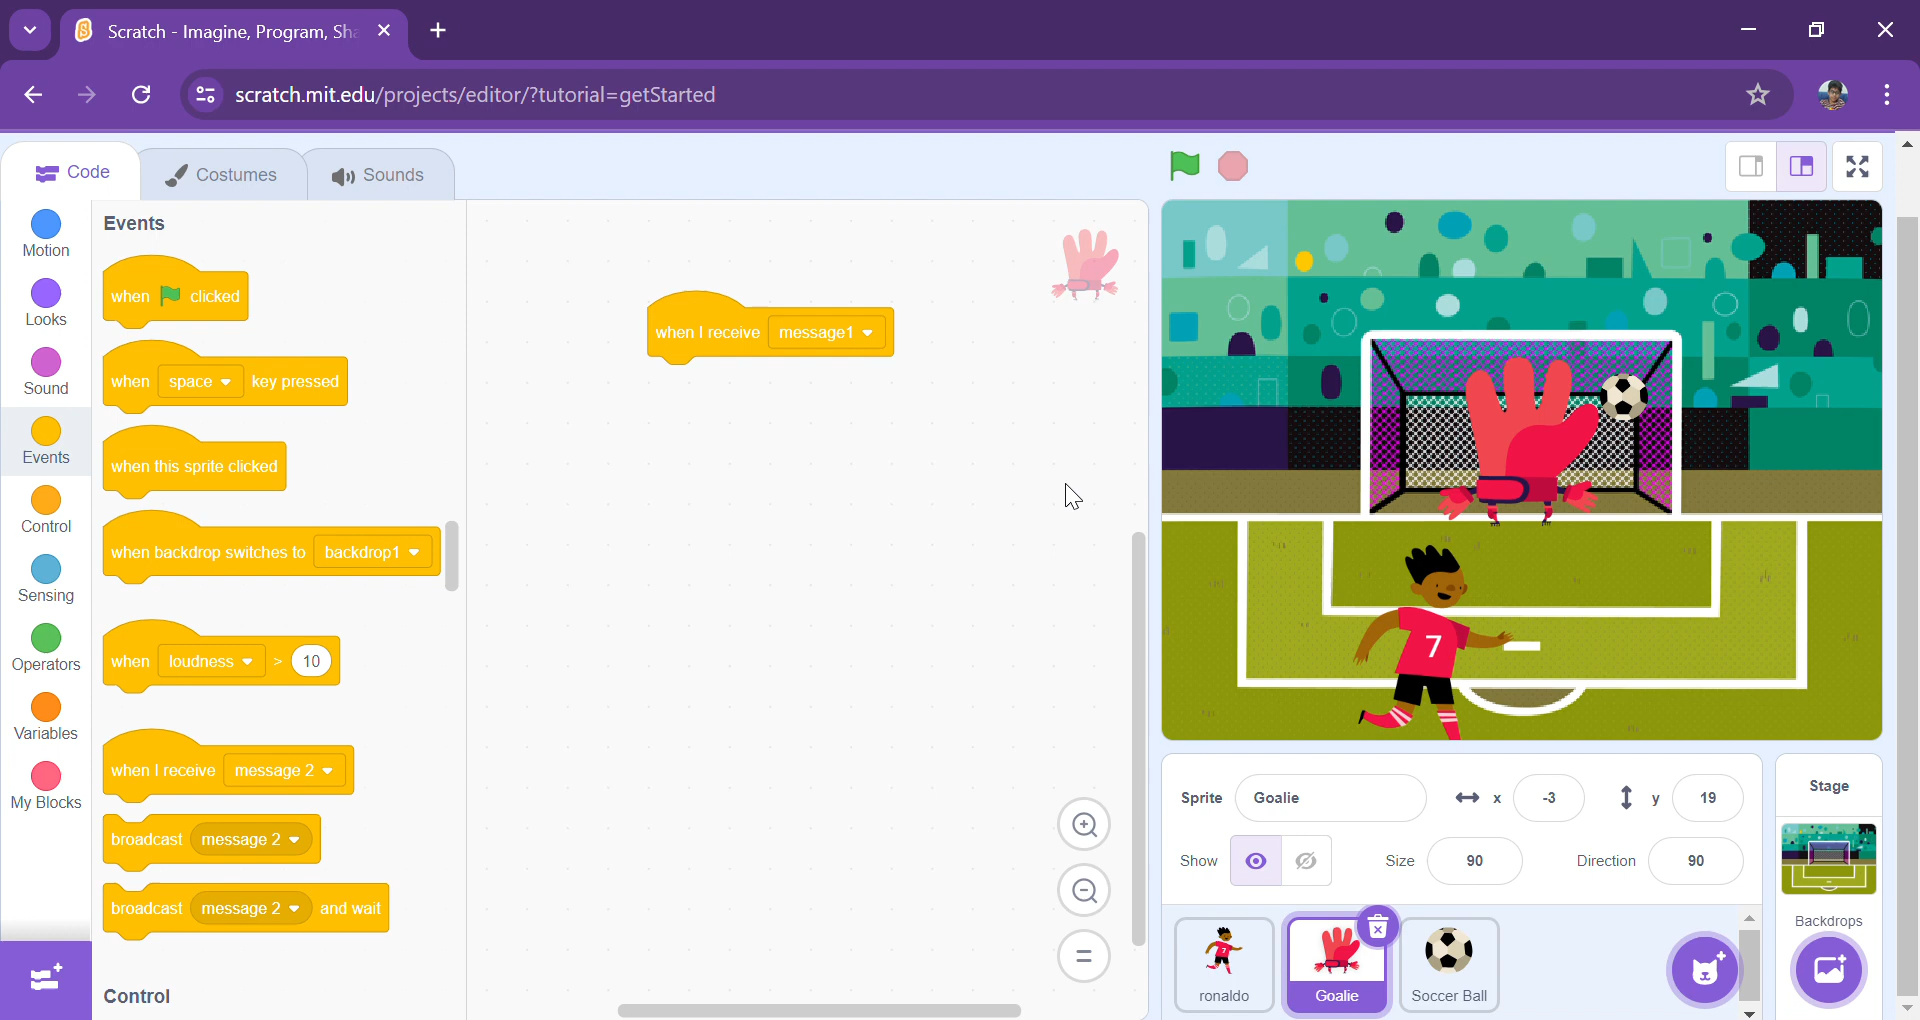 Scratch - Imagine, Program, Sha
scratch.mit.edu/projects/editor/?tutorial=getStarted
Code
Costumes
Sounds
Motion
Looks
Sound
Events
Control
Sensing
Operators
Variables
My Blocks
Events
when clicked
when space key pressed
when this sprite clicked
when backdrop switches to backdrop1
when loudness > 10
when I receive message 2
broadcast message 2
broadcast message 2 and wait
Control
when I receive message1
7
Sprite Goalie x -3 y 19
Show Size 90 Direction 90
ronaldo
Goalie
Soccer Ball
Stage
Backdrops